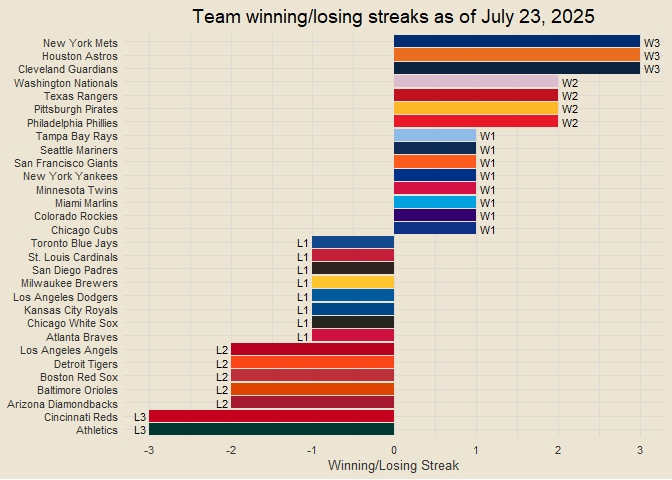 Team winning/losing streaks as of July 23, 2025
New York Mets W3
Houston Astros W3
Cleveland Guardians W3
Washington Nationals W2
Texas Rangers W2
Pittsburgh Pirates W2
Philadelphia Phillies W2
Tampa Bay Rays W1
Seattle Mariners W1
San Francisco Giants W1
New York Yankees W1
Minnesota Twins W1
Miami Marlins W1
Colorado Rockies W1
Chicago Cubs W1
Toronto Blue Jays L1
St. Louis Cardinals L1
San Diego Padres L1
Milwaukee Brewers L1
Los Angeles Dodgers L1
Kansas City Royals L1
Chicago White Sox L1
Atlanta Braves L1
Los Angeles Angels L2
Detroit Tigers L2
Boston Red Sox L2
Baltimore Orioles L2
Arizona Diamondbacks L2
Cincinnati Reds L3
Athletics L3
-3 -2 -1 0 1 2 3
Winning/Losing Streak